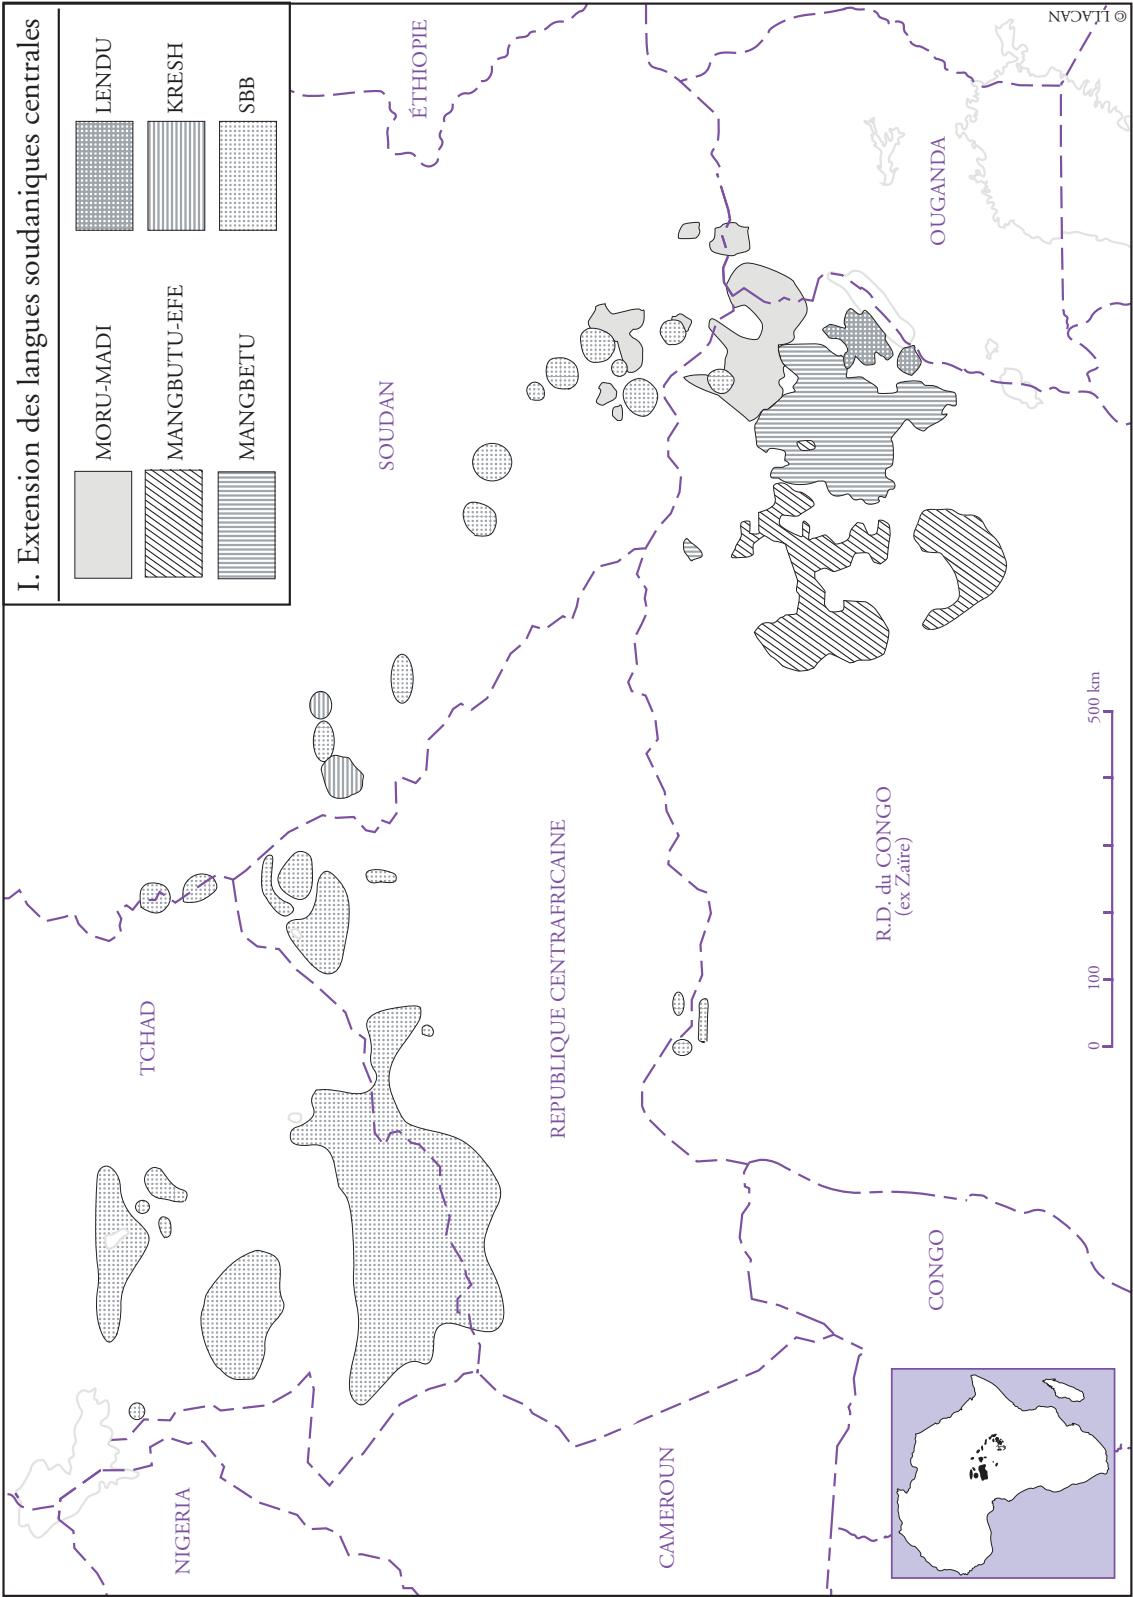 I. Extension des langues soudaniques centrales
MORU-MADI
LENDU
MANGBUTU-EFE
KRESH
MANGBETU
SBB
© LLACAN
NIGERIA
TCHAD
SOUDAN
ÉTHIOPIE
REPUBLIQUE CENTRAFRICAINE
CAMEROUN
R.D. du CONGO
(ex Zaïre)
OUGANDA
CONGO
0
100
500 km